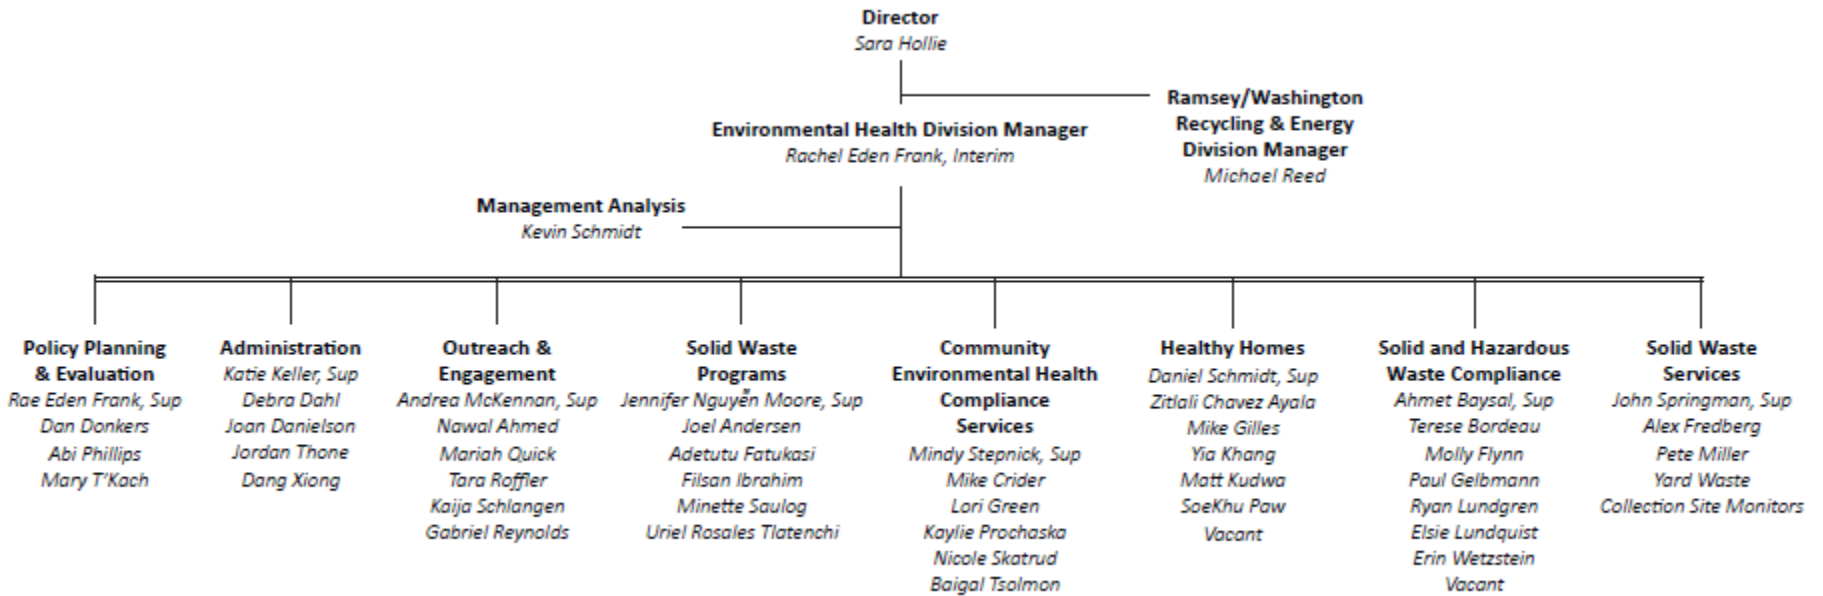 Director
Sara Hollie
Ramsey/Washington
Recycling & Energy
Division Manager
Michael Reed
Environmental Health Division Manager
Rachel Eden Frank, Interim
Management Analysis
Kevin Schmidt
Policy Planning
& Evaluation
Rae Eden Frank, Sup
Dan Donkers
Abi Phillips
Mary T’Kach
Administration
Katie Keller, Sup
Debra Dahl
Joan Danielson
Jordan Thone
Dang Xiong
Outreach &
Engagement
Andrea McKennan, Sup
Nawal Ahmed
Mariah Quick
Tara Roffler
Kaija Schlangen
Gabriel Reynolds
Solid Waste
Programs
Jennifer Nguyễn Moore, Sup
Joel Andersen
Adetutu Fatukasi
Filsan Ibrahim
Minette Saulog
Uriel Rosales Tlatenchi
Community
Environmental Health
Compliance
Services
Mindy Stepnick, Sup
Mike Crider
Lori Green
Kaylie Prochaska
Nicole Skatrud
Baigal Tsolmon
Healthy Homes
Daniel Schmidt, Sup
Zitlali Chavez Ayala
Mike Gilles
Yia Khang
Matt Kudwa
SoeKhu Paw
Vacant
Solid and Hazardous
Waste Compliance
Ahmet Baysal, Sup
Terese Bordeau
Molly Flynn
Paul Gelbmann
Ryan Lundgren
Elsie Lundquist
Erin Wetzstein
Vacant
Solid Waste
Services
John Springman, Sup
Alex Fredberg
Pete Miller
Yard Waste
Collection Site Monitors